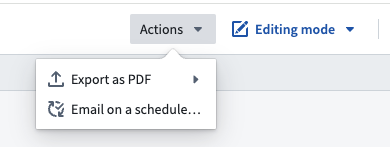 Actions
Editing mode
Export as PDF
Email on a schedule...